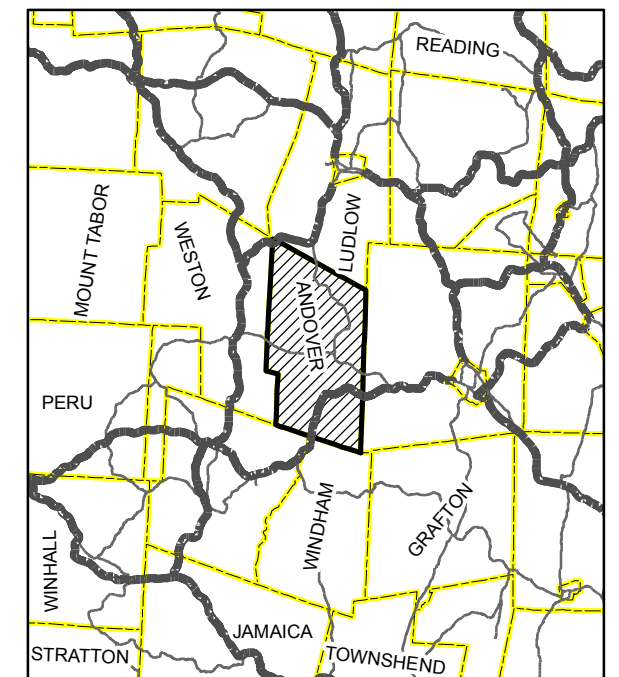 READING
MOUNT TABOR
WESTON
LUDLOW
ANDOVER
PERU
WINDHAM
GRAFTON
WINHALL
JAMAICA
STRATTON
TOWNSHEND